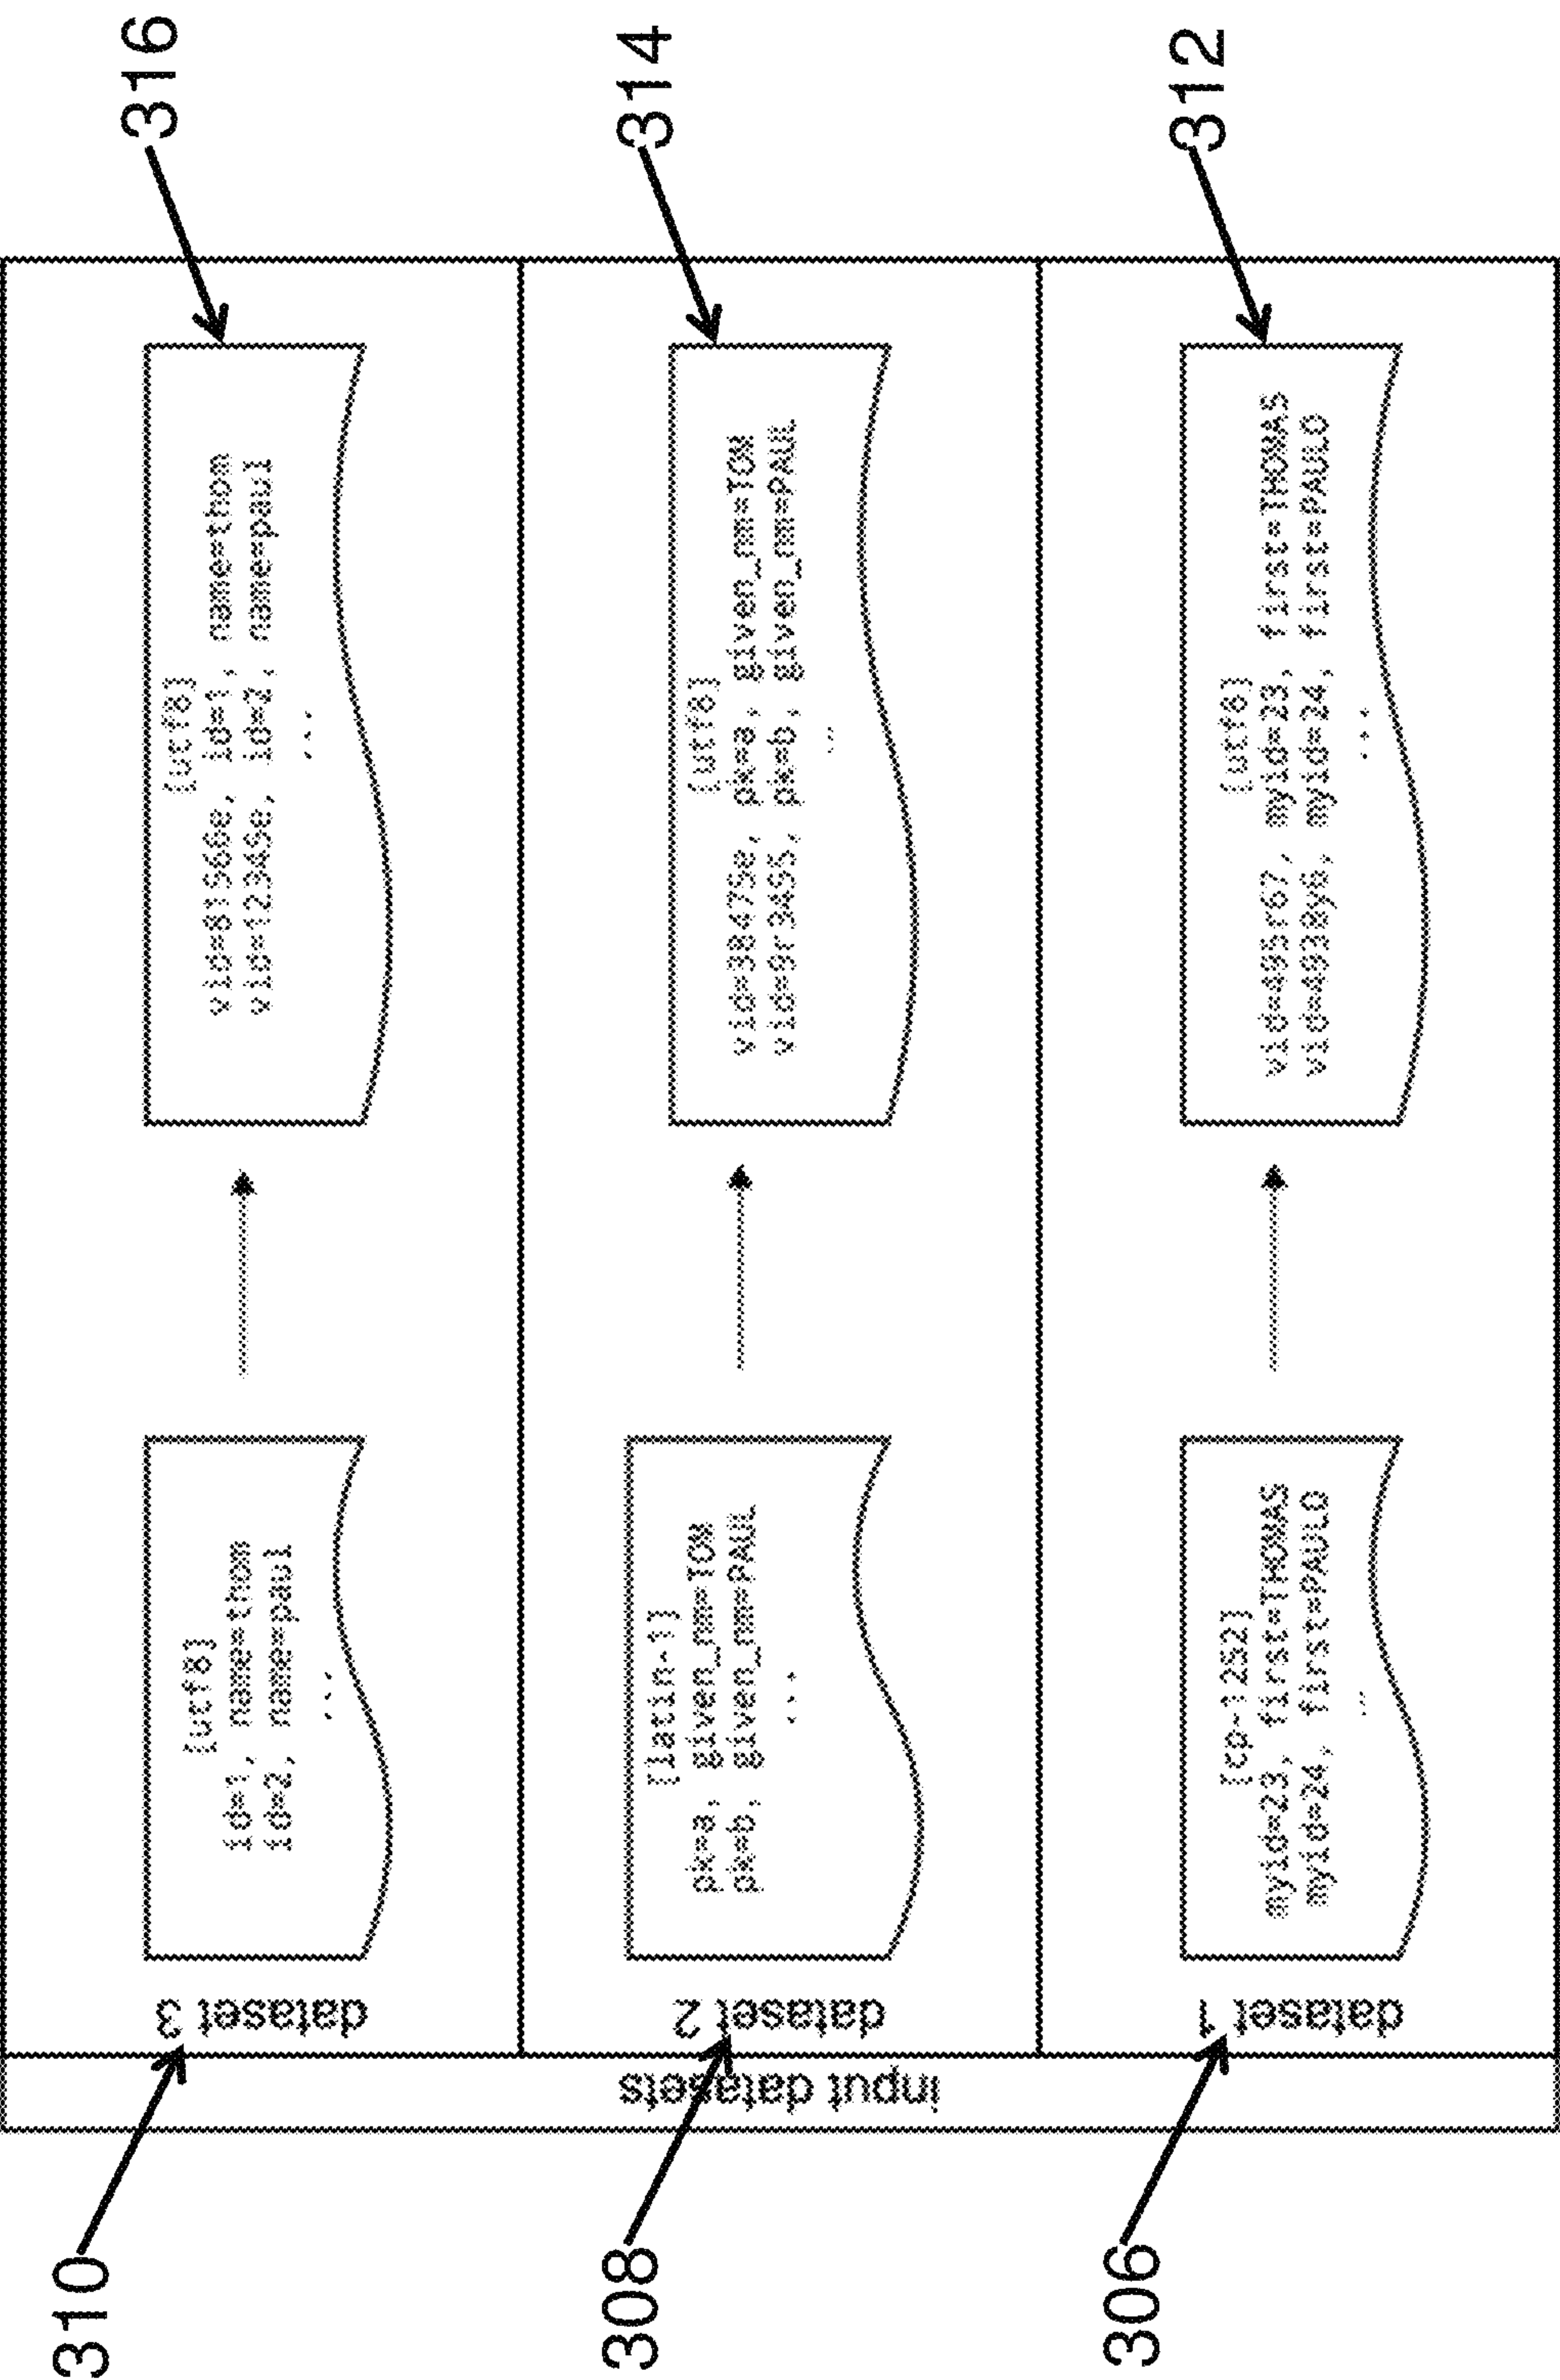 310
316
input datasets
dataset 3
[utf8]
id=1, name=thom
id=2, name=paul
...
[utf8]
vid=81566e, id=1, name=thom
vid=12345e, id=2, name=paul
...
308
314
dataset 2
[latin-1]
pk=a, given_nm=TOM
pk=b, given_nm=PAUL
...
[utf8]
vid=38475e, pk=a, given_nm=TOM
vid=9r3455, pk=b, given_nm=PAUL
...
306
312
dataset 1
[cp-1252]
myid=23, first=THOMAS
myid=24, first=PAULO
...
[utf8]
vid=495r67, myid=23, first=THOMAS
vid=4938y6, myid=24, first=PAULO
...